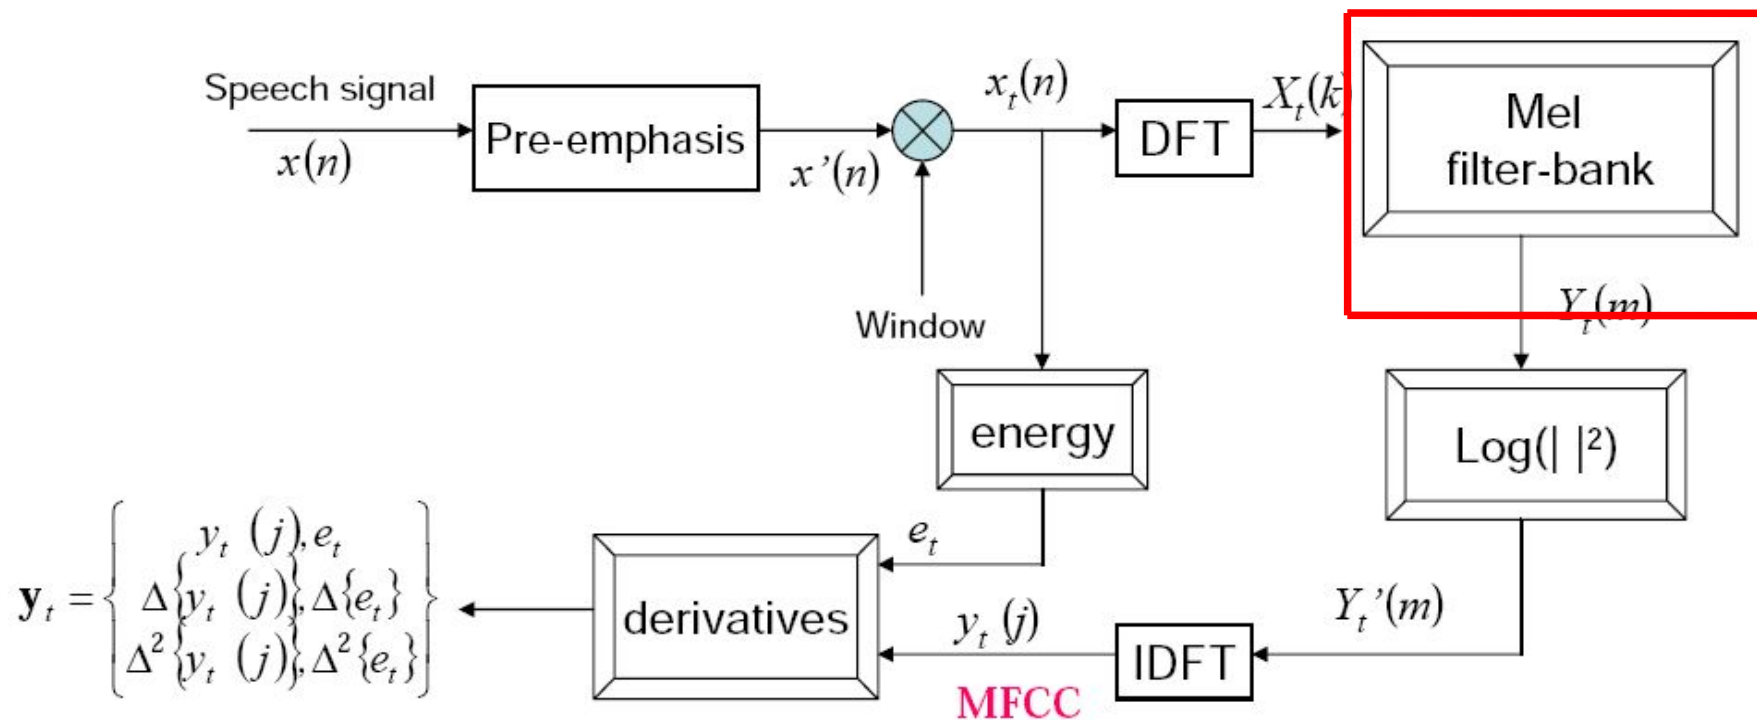 Speech signal
x(n)
Pre-emphasis
x’(n)
Window
x_t(n)
DFT
X_t(k)
Mel
filter-bank
Y_t(m)
Log(| |²)
energy
e_t
Y_t’(m)
IDFT
y_t (j)
MFCC
derivatives
y_t = { y_t (j), e_t
Δ{y_t (j)}, Δ{e_t}
Δ²{y_t (j)}, Δ²{e_t} }